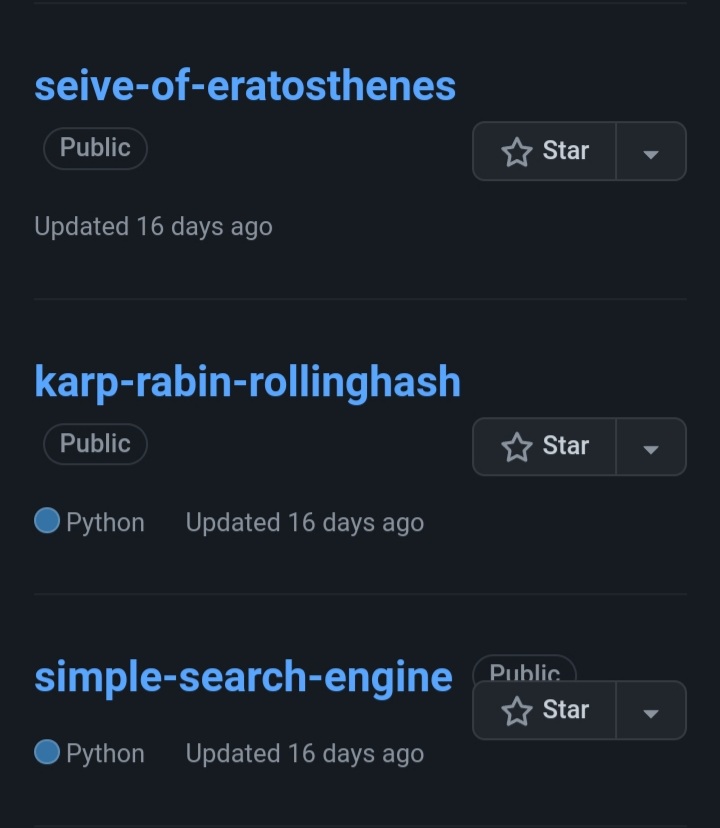 seive-of-eratosthenes
Public
Star
Updated 16 days ago
karp-rabin-rollinghash
Public
Star
Python Updated 16 days ago
simple-search-engine Public
Star
Python Updated 16 days ago